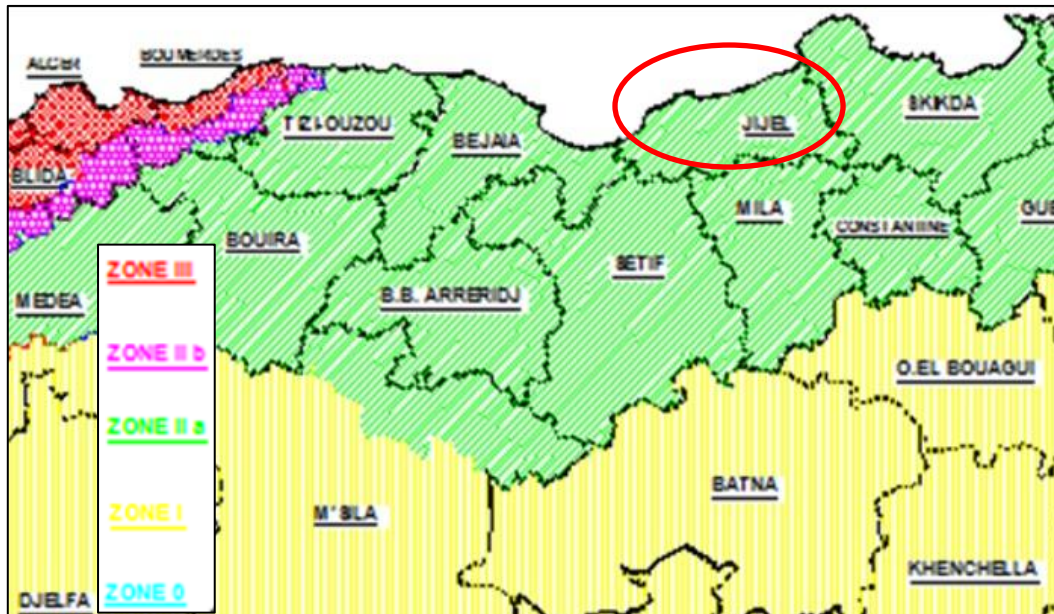 ALGER
BOUMERDES
TIZI-OUZOU
BEJAIA
JIJEL
SKIKDA
BLIDA
BOUIRA
SETIF
MILA
CONSTANTINE
GUE
MEDEA
B.B. ARRERIDJ
O.EL BOUAGUI
M'SILA
BATNA
KHENCHELLA
DJELFA
ZONE III
ZONE II b
ZONE II a
ZONE I
ZONE 0